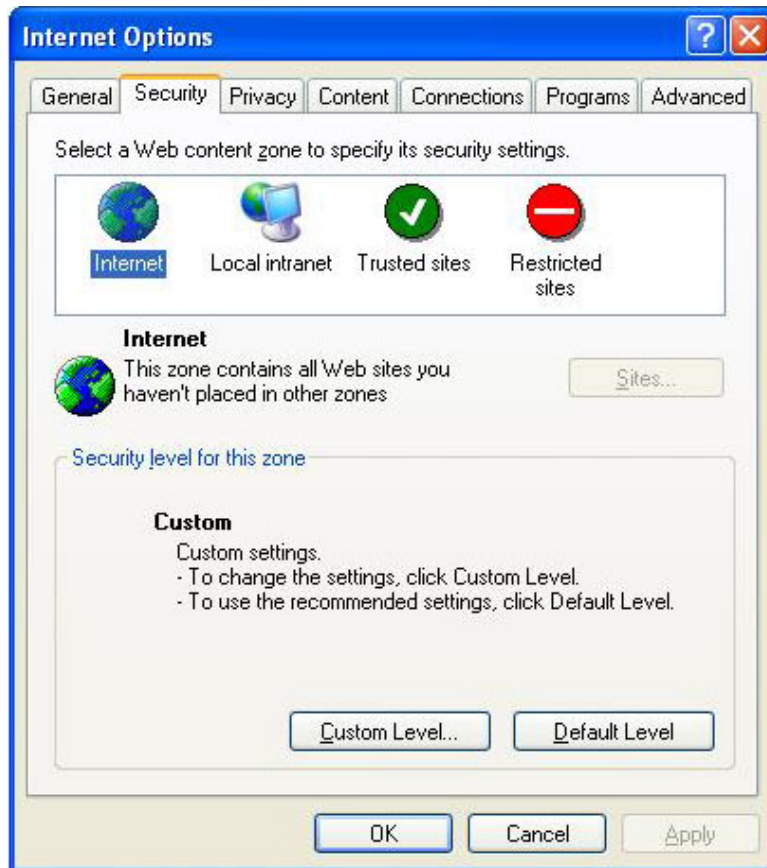 Internet Options
General Security Privacy Content Connections Programs Advanced
Select a Web content zone to specify its security settings.
Internet Local intranet Trusted sites Restricted sites
Internet
This zone contains all Web sites you
haven't placed in other zones
Sites...
Security level for this zone
Custom
Custom settings.
- To change the settings, click Custom Level.
- To use the recommended settings, click Default Level.
Custom Level... Default Level
OK Cancel Apply